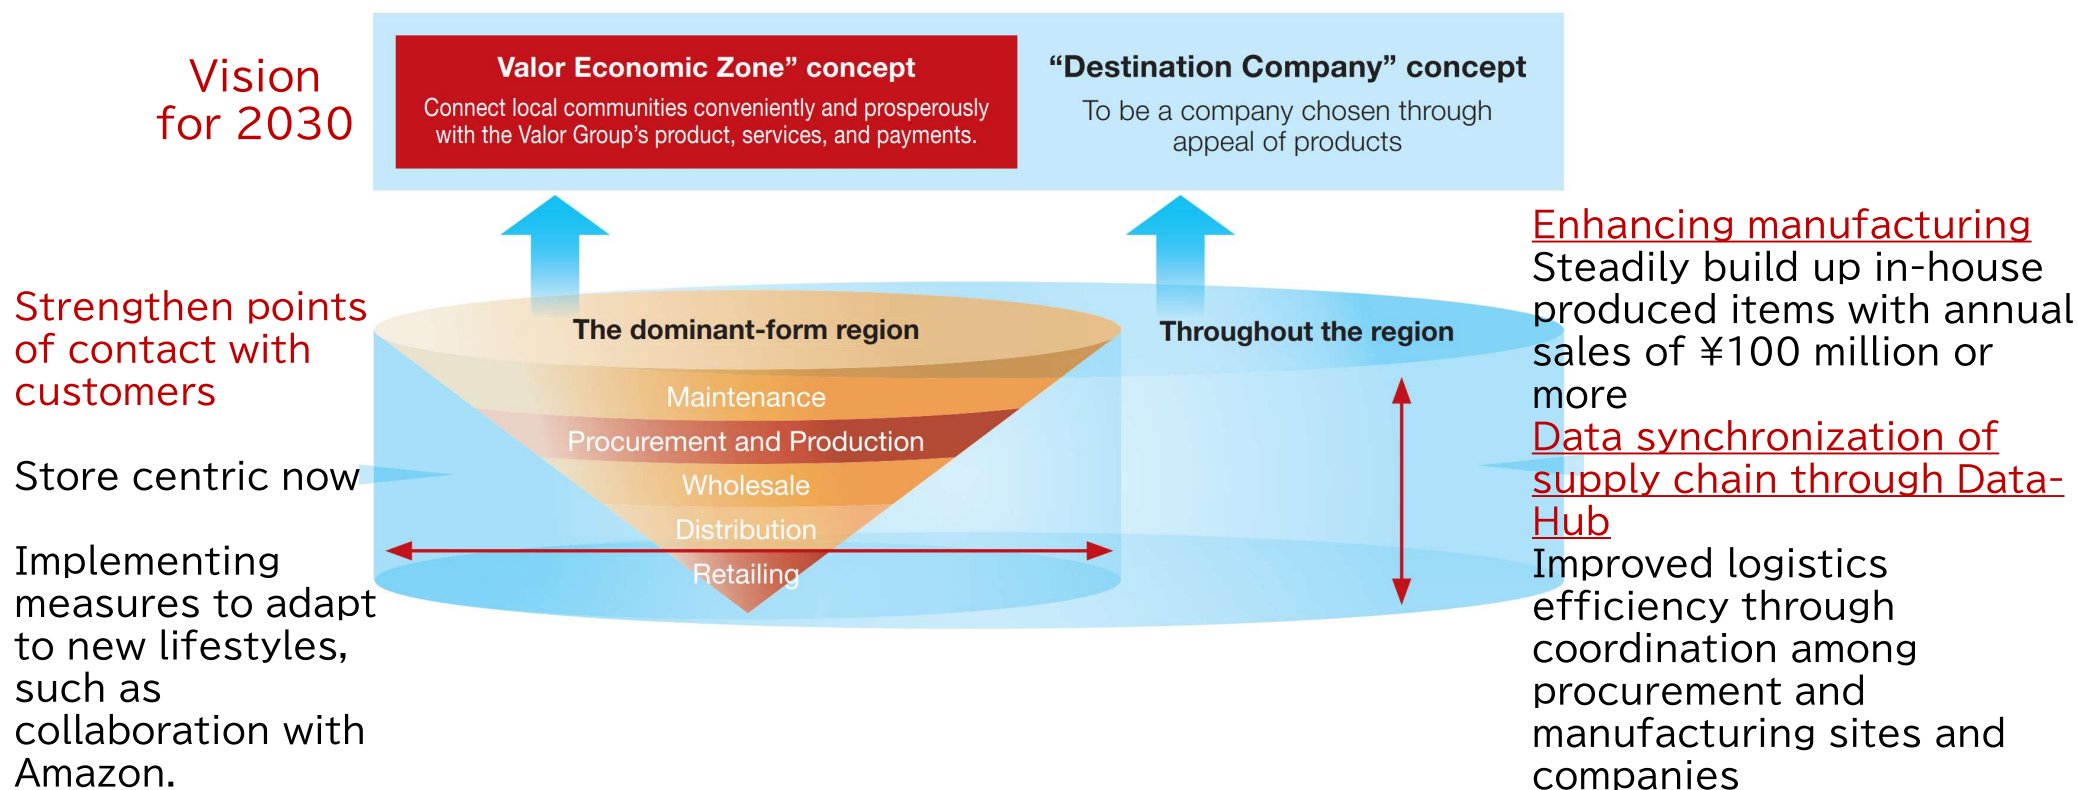 Vision
for 2030
Valor Economic Zone” concept
Connect local communities conveniently and prosperously
with the Valor Group’s product, services, and payments.
“Destination Company” concept
To be a company chosen through
appeal of products
Strengthen points
of contact with
customers
Store centric now
Implementing
measures to adapt
to new lifestyles,
such as
collaboration with
Amazon.
The dominant-form region
Maintenance
Procurement and Production
Wholesale
Distribution
Retailing
Throughout the region
Enhancing manufacturing
Steadily build up in-house
produced items with annual
sales of ¥100 million or
more
Data synchronization of
supply chain through Data-
Hub
Improved logistics
efficiency through
coordination among
procurement and
manufacturing sites and
companies